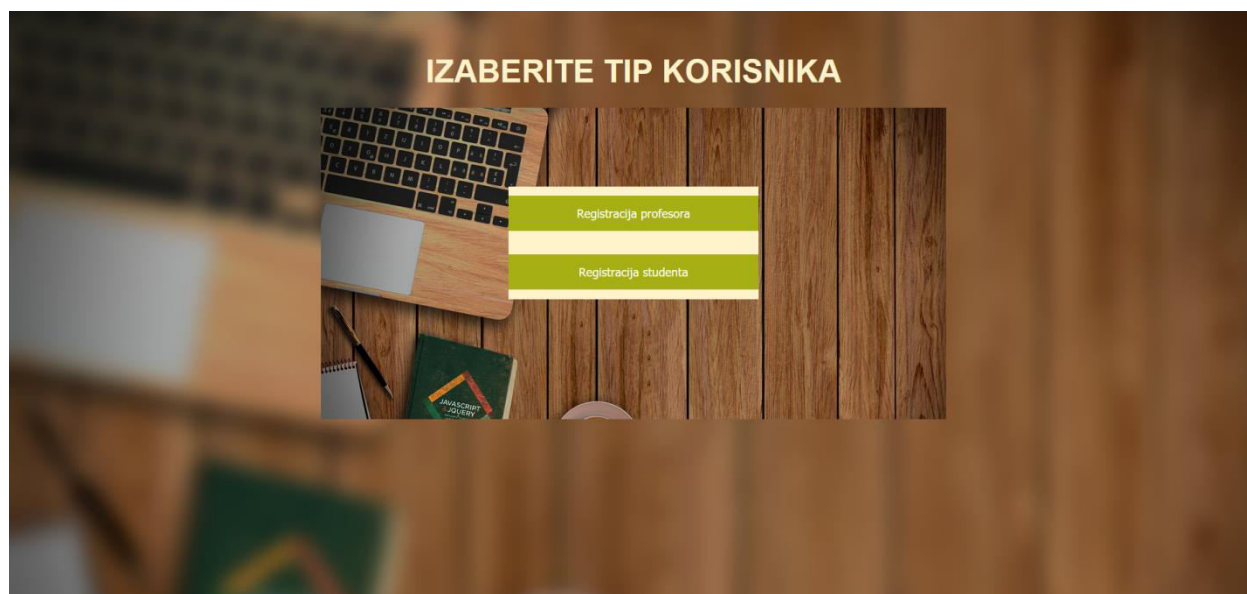 IZABERITE TIP KORISNIKA
Registracija profesora
Registracija studenta
JAVASCRIPT
& JQUERY